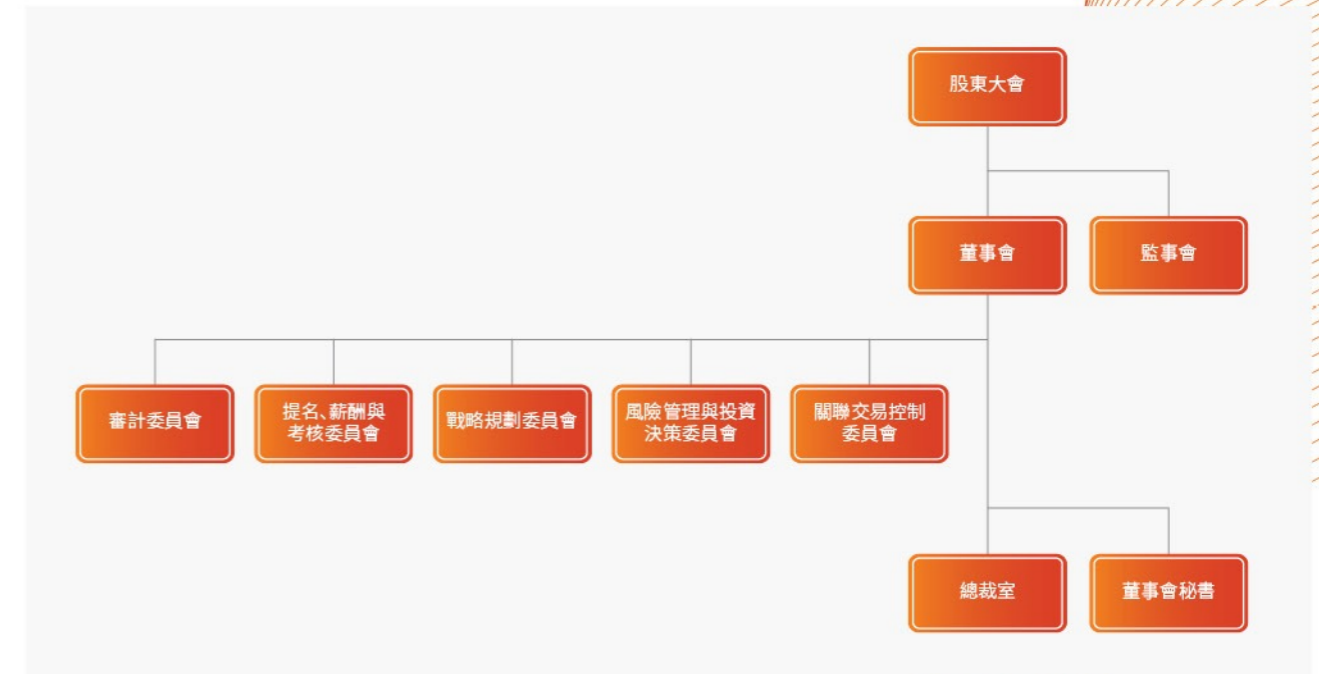 股東大會
董事會
監事會
審計委員會
提名、薪酬與
考核委員會
戰略規劃委員會
風險管理與投資
決策委員會
關聯交易控制
委員會
總裁室
董事會秘書